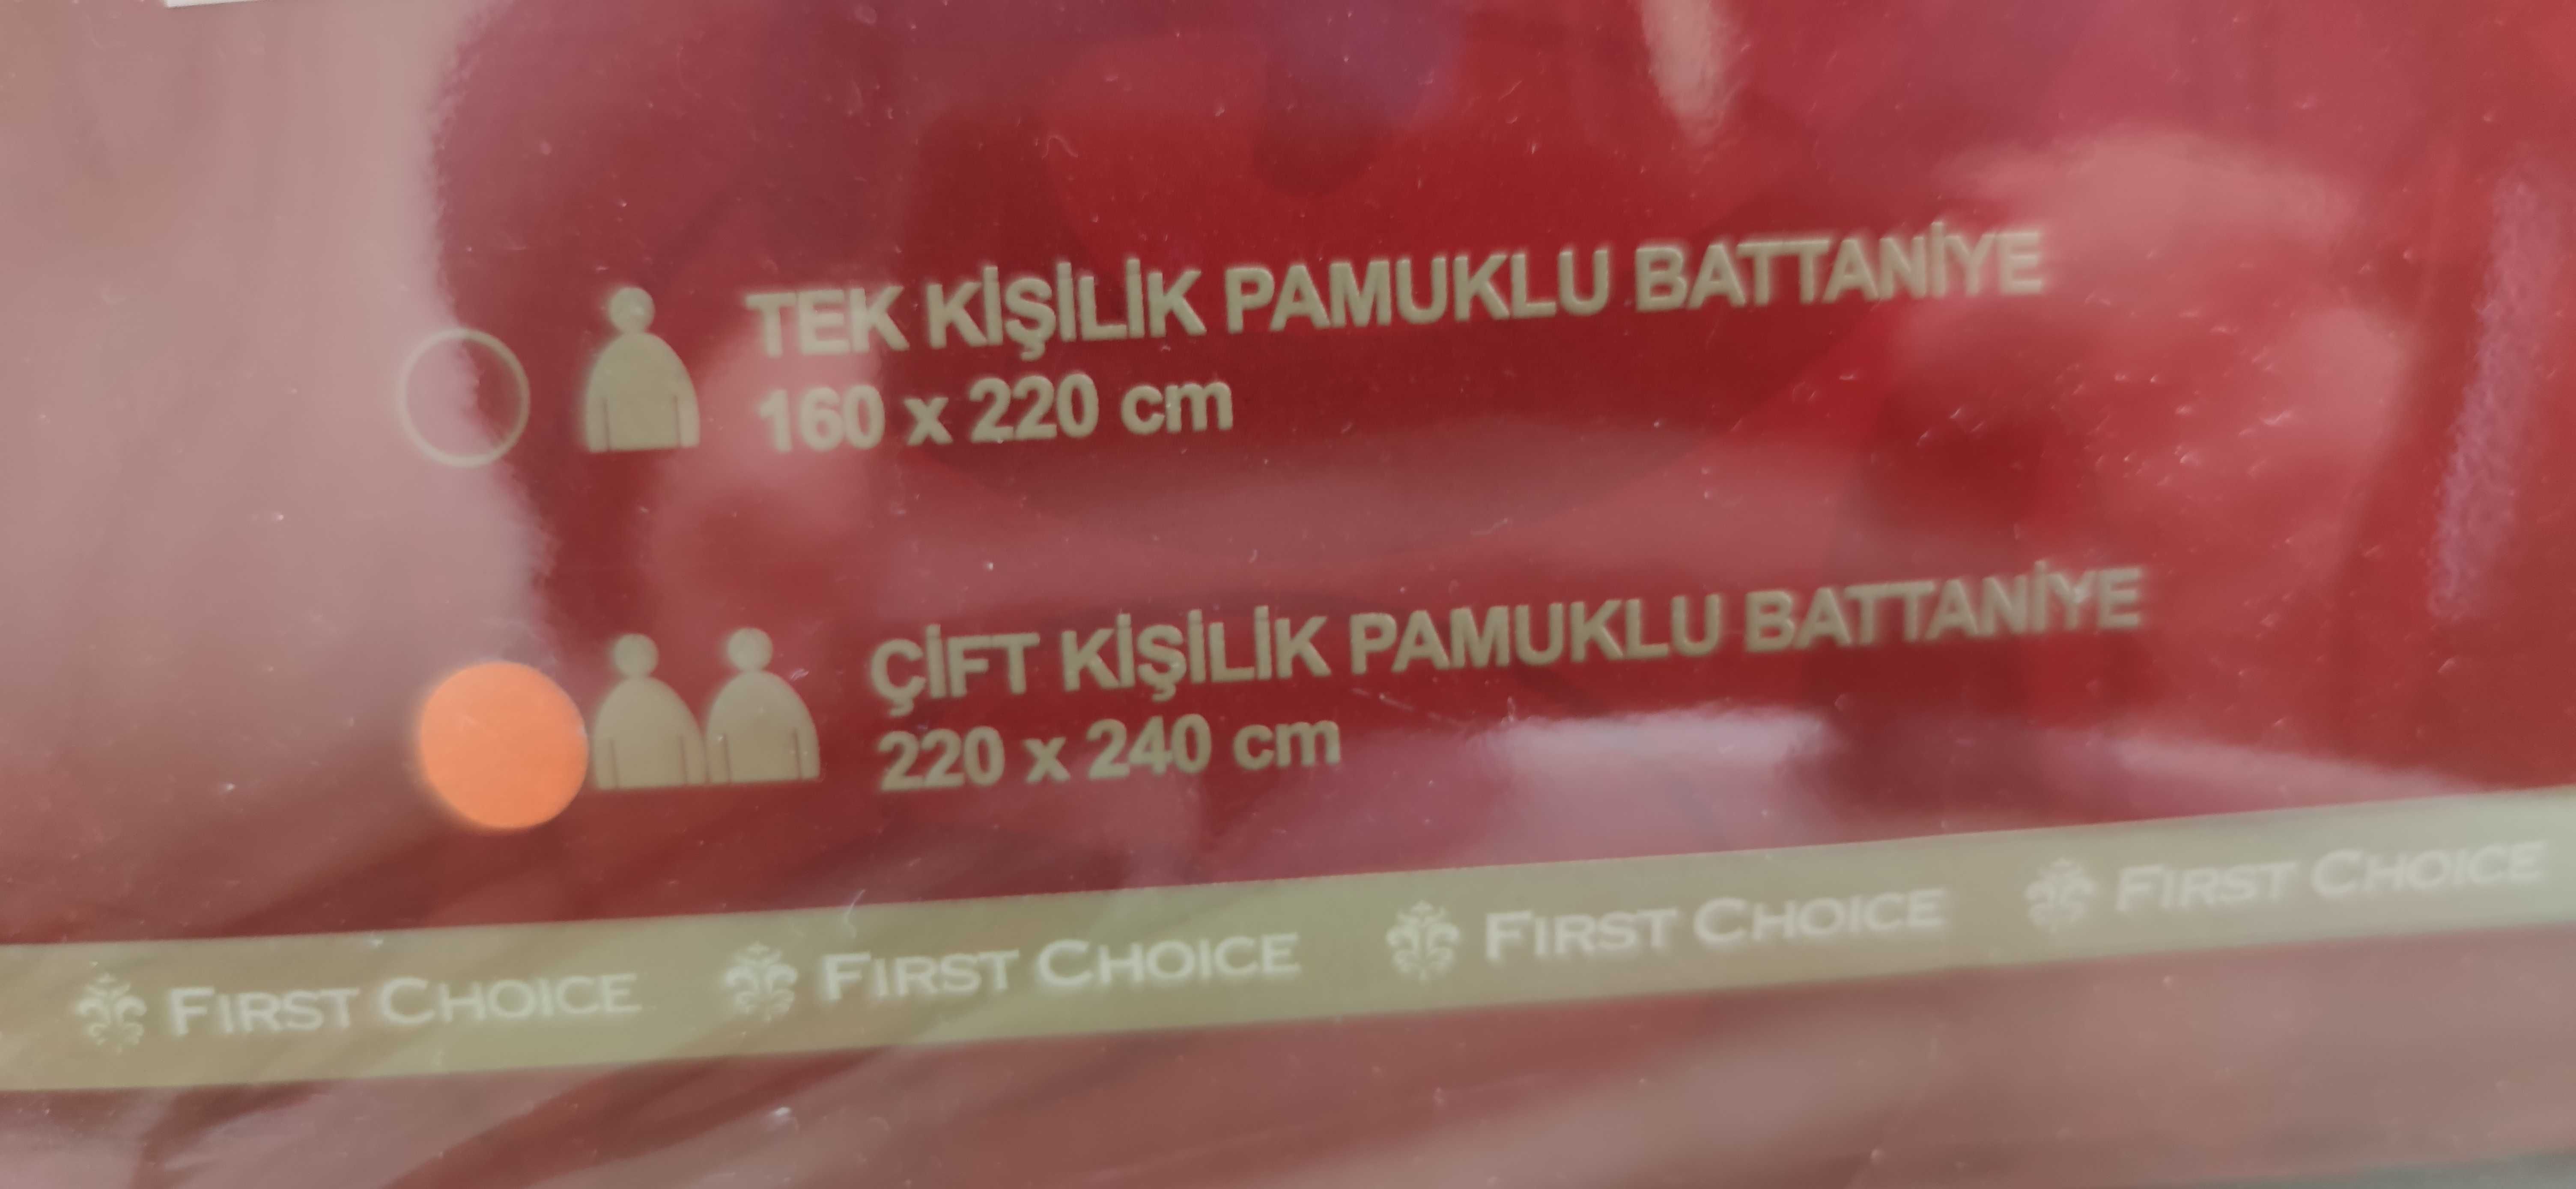 TEK KİŞİLİK PAMUKLU BATTANİYE
160 x 220 cm
ÇİFT KİŞİLİK PAMUKLU BATTANİYE
220 x 240 cm
FIRST CHOICE FIRST CHOICE FIRST CHOICE FIRST CHOICE